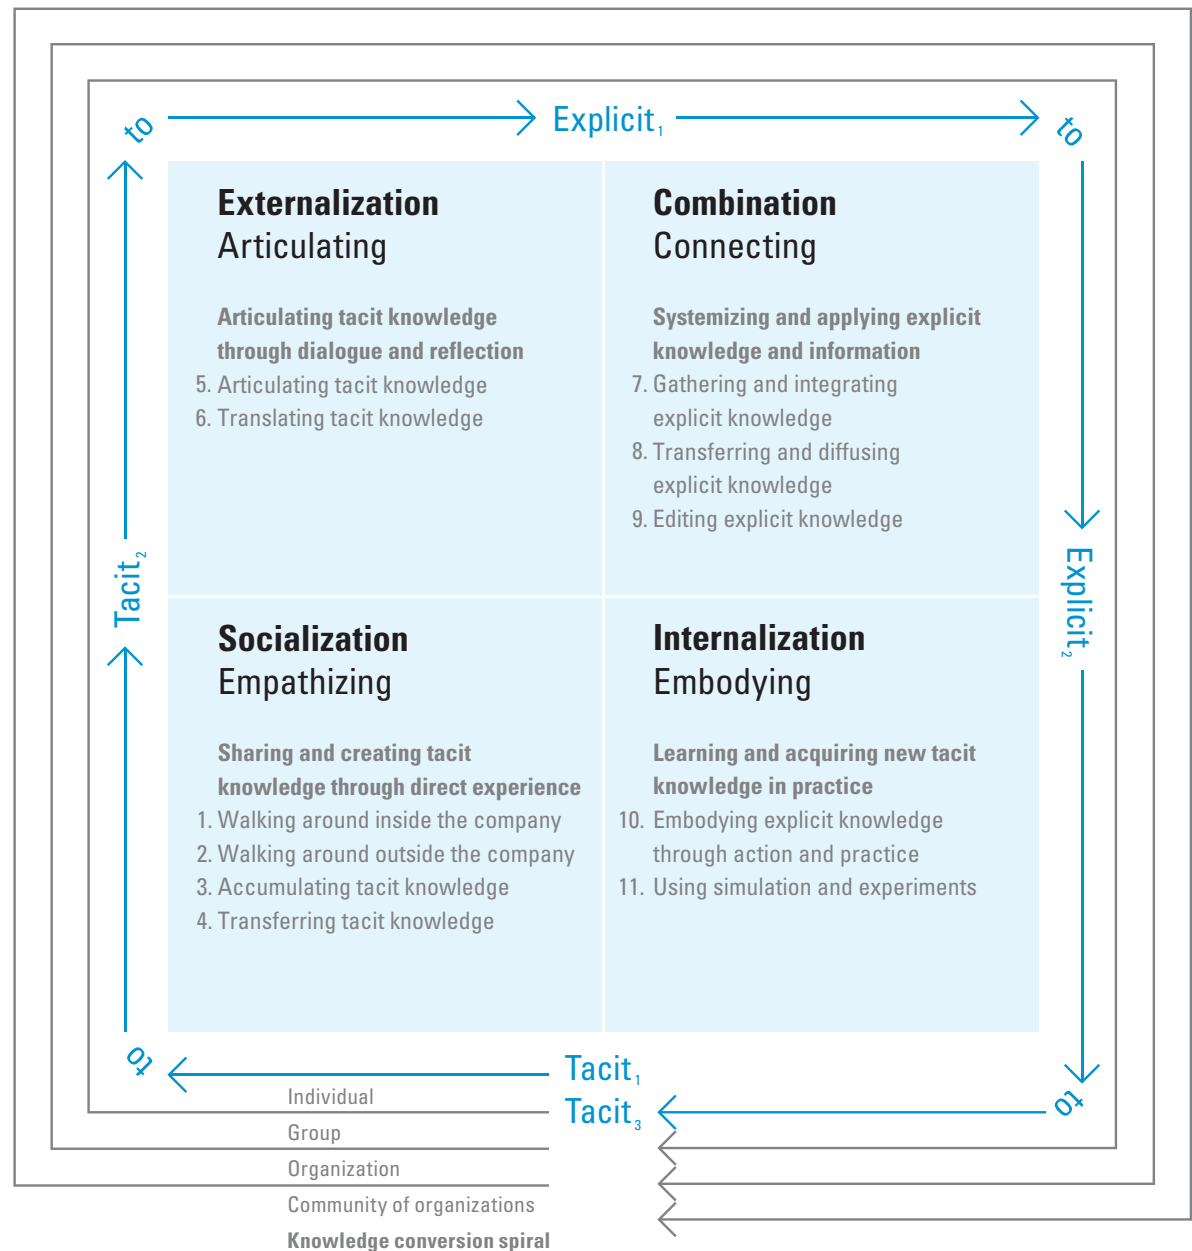 to
Explicit1
to
Externalization
Articulating
Articulating tacit knowledge
through dialogue and reflection
5. Articulating tacit knowledge
6. Translating tacit knowledge
Combination
Connecting
Systemizing and applying explicit
knowledge and information
7. Gathering and integrating
explicit knowledge
8. Transferring and diffusing
explicit knowledge
9. Editing explicit knowledge
Tacit2
Explicit2
Socialization
Empathizing
Sharing and creating tacit
knowledge through direct experience
1. Walking around inside the company
2. Walking around outside the company
3. Accumulating tacit knowledge
4. Transferring tacit knowledge
Internalization
Embodying
Learning and acquiring new tacit
knowledge in practice
10. Embodying explicit knowledge
through action and practice
11. Using simulation and experiments
to
Tacit1
Tacit3
to
Individual
Group
Organization
Community of organizations
Knowledge conversion spiral